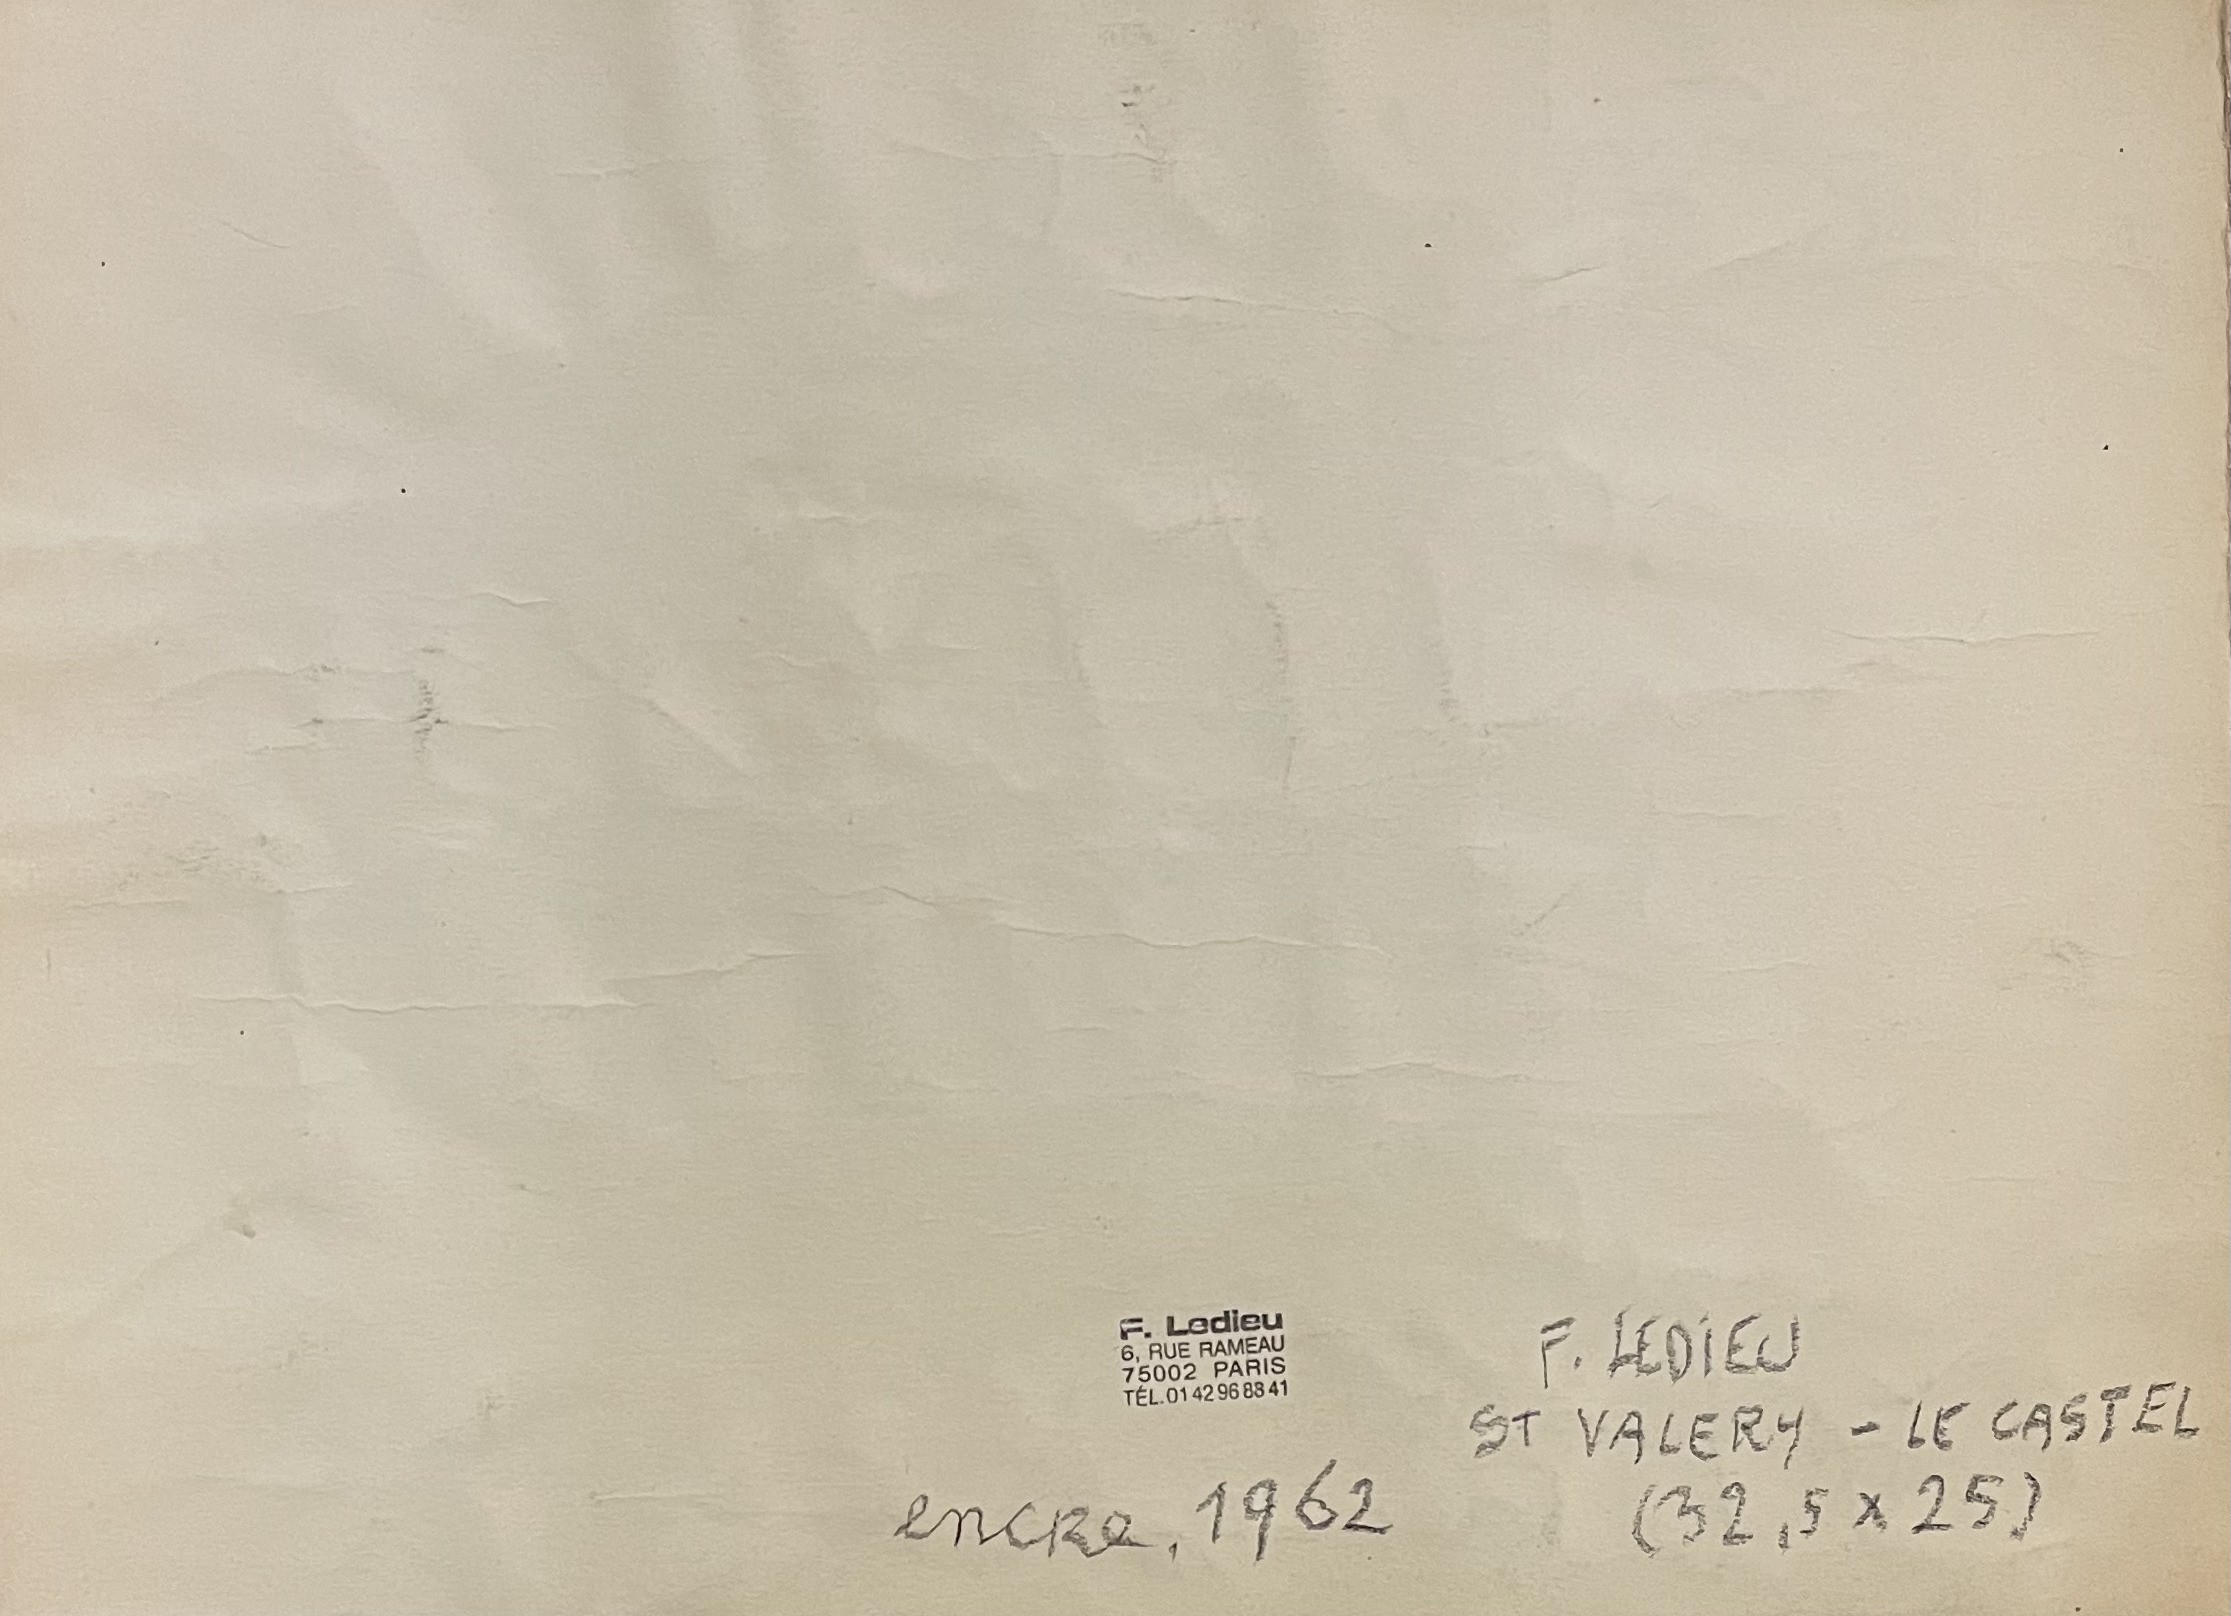 F. Ledieu
6, RUE RAMEAU
75002 PARIS
TÉL. 01 42 96 88 41
F. LEDIEU
ST VALERY - LE CASTEL
(32,5 x 25)
encre, 1962